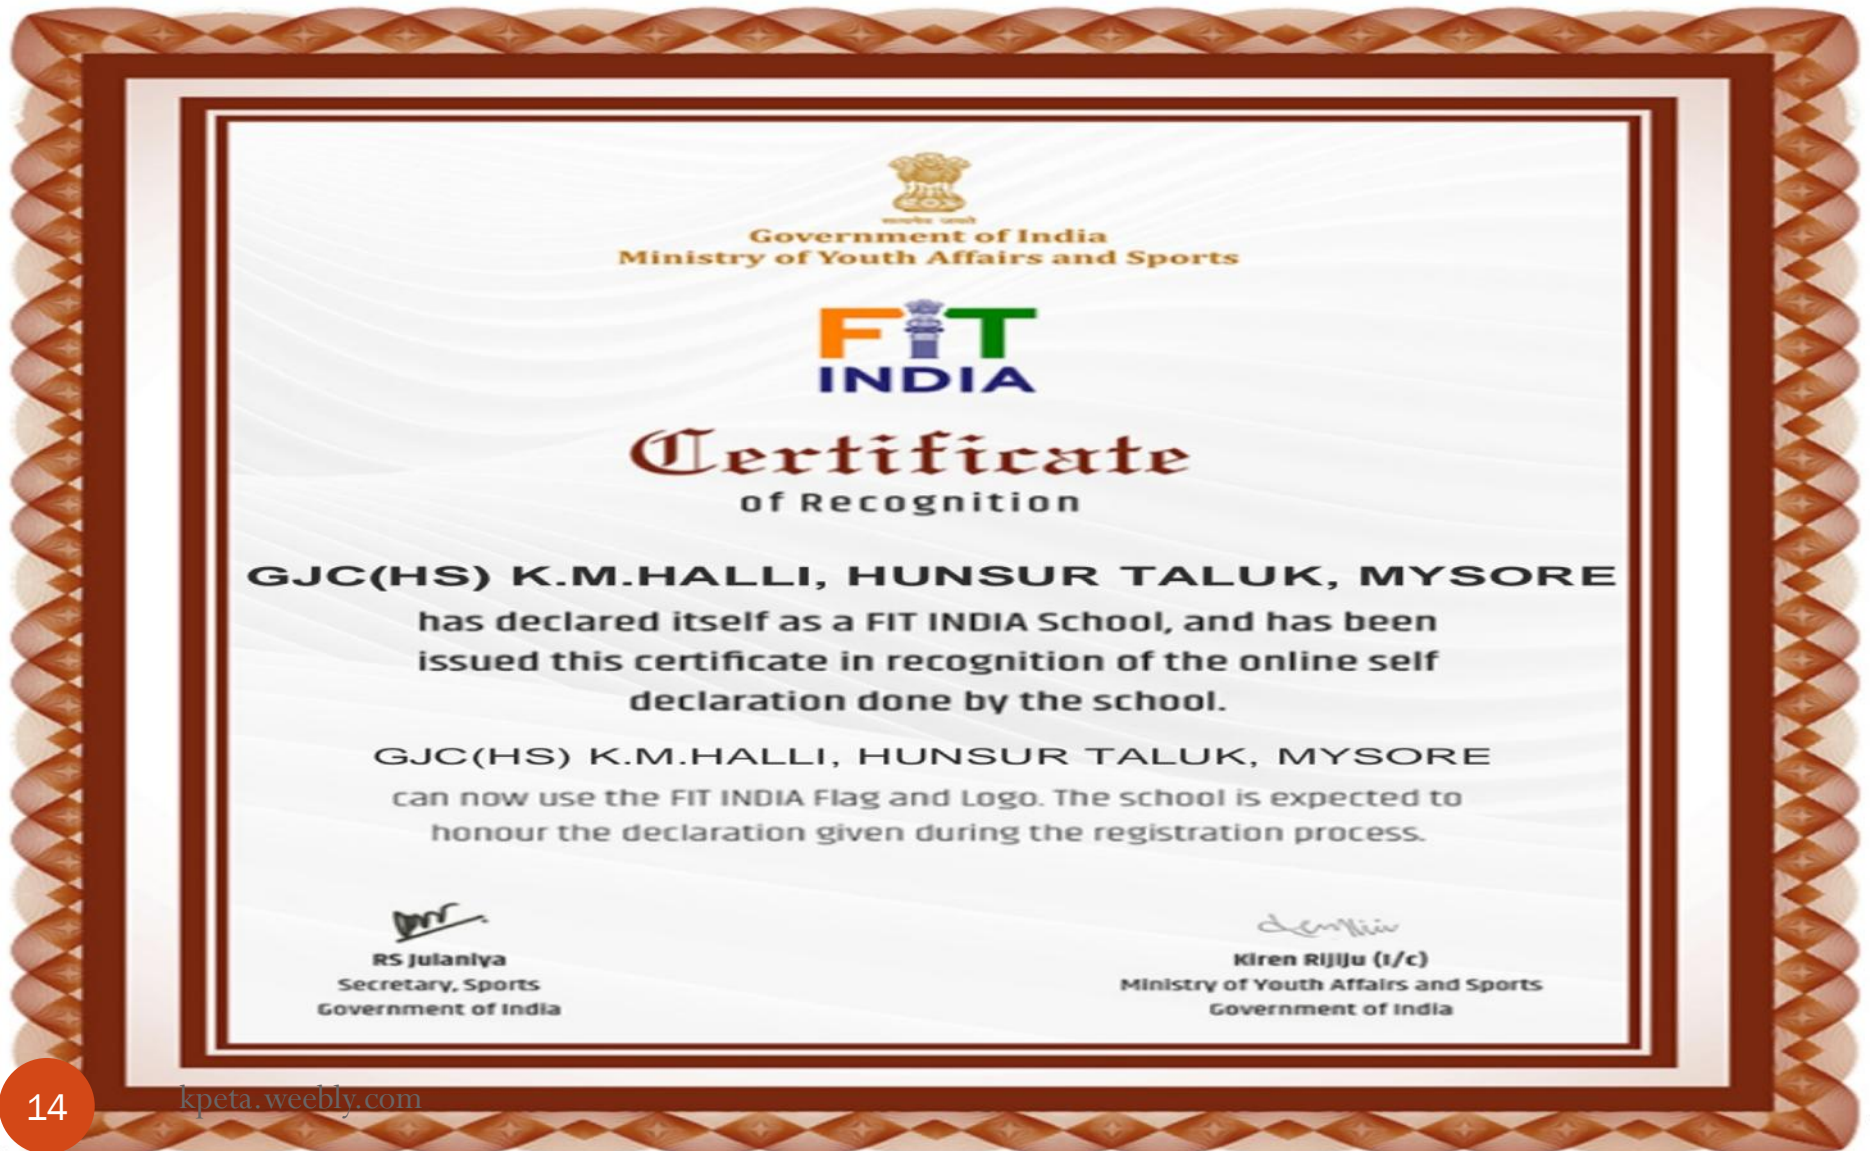 सत्यमेव जयते
Government of India
Ministry of Youth Affairs and Sports
FiT
INDIA
Certificate
of Recognition
GJC(HS) K.M.HALLI, HUNSUR TALUK, MYSORE
has declared itself as a FIT INDIA School, and has been
issued this certificate in recognition of the online self
declaration done by the school.
GJC(HS) K.M.HALLI, HUNSUR TALUK, MYSORE
can now use the FIT INDIA Flag and Logo. The school is expected to
honour the declaration given during the registration process.
RS Julaniya
Secretary, Sports
Government of India
Kiren Rijiju (I/c)
Ministry of Youth Affairs and Sports
Government of India
14
kpeta.weebly.com